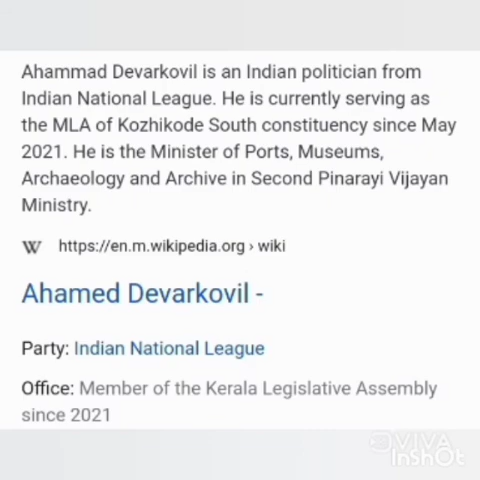 Ahammad Devarkovil is an Indian politician from
Indian National League. He is currently serving as
the MLA of Kozhikode South constituency since May
2021. He is the Minister of Ports, Museums,
Archaeology and Archive in Second Pinarayi Vijayan
Ministry.
W https://en.m.wikipedia.org › wiki
Ahamed Devarkovil -
Party: Indian National League
Office: Member of the Kerala Legislative Assembly
since 2021
VIVA
InshOt